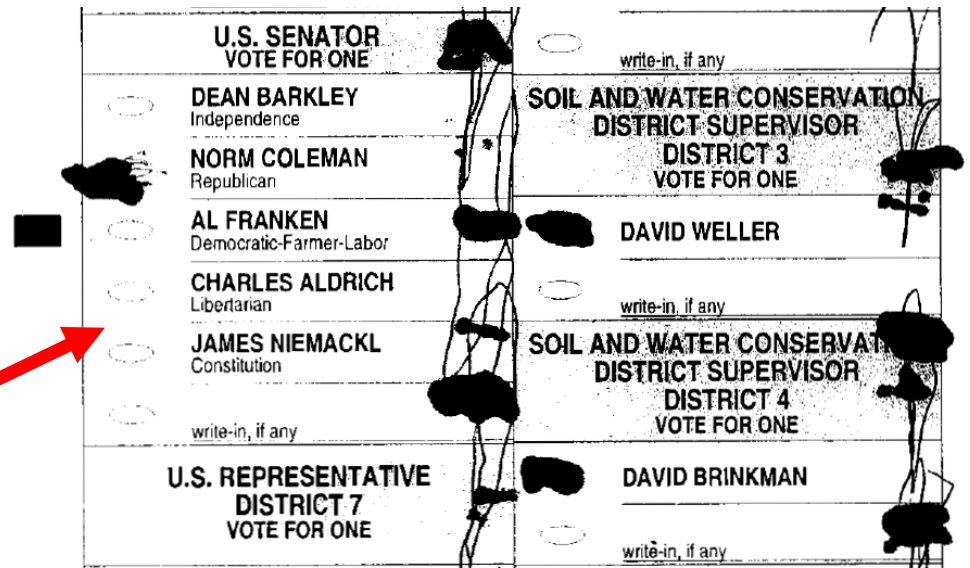 U.S. SENATOR
VOTE FOR ONE
DEAN BARKLEY
Independence
NORM COLEMAN
Republican
AL FRANKEN
Democratic-Farmer-Labor
CHARLES ALDRICH
Libertarian
JAMES NIEMACKL
Constitution
write-in, if any
U.S. REPRESENTATIVE
DISTRICT 7
VOTE FOR ONE
write-in, if any
SOIL AND WATER CONSERVATION
DISTRICT SUPERVISOR
DISTRICT 3
VOTE FOR ONE
DAVID WELLER
write-in, if any
SOIL AND WATER CONSERVAT
DISTRICT SUPERVISOR
DISTRICT 4
VOTE FOR ONE
DAVID BRINKMAN
write-in, if any